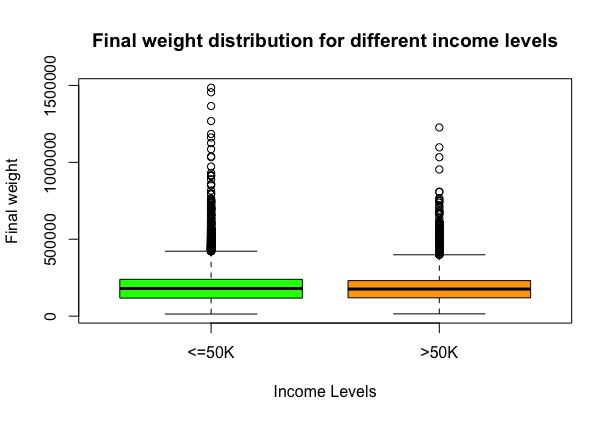 Final weight distribution for different income levels
Final weight
1500000
1000000
500000
0
<=50K >50K
Income Levels